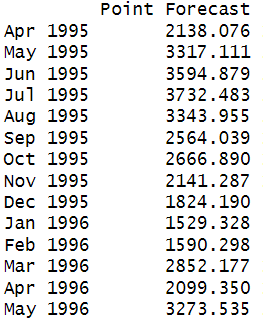 Point Forecast
Apr 1995 2138.076
May 1995 3317.111
Jun 1995 3594.879
Jul 1995 3732.483
Aug 1995 3343.955
Sep 1995 2564.039
Oct 1995 2666.890
Nov 1995 2141.287
Dec 1995 1824.190
Jan 1996 1529.328
Feb 1996 1590.298
Mar 1996 2852.177
Apr 1996 2099.350
May 1996 3273.535